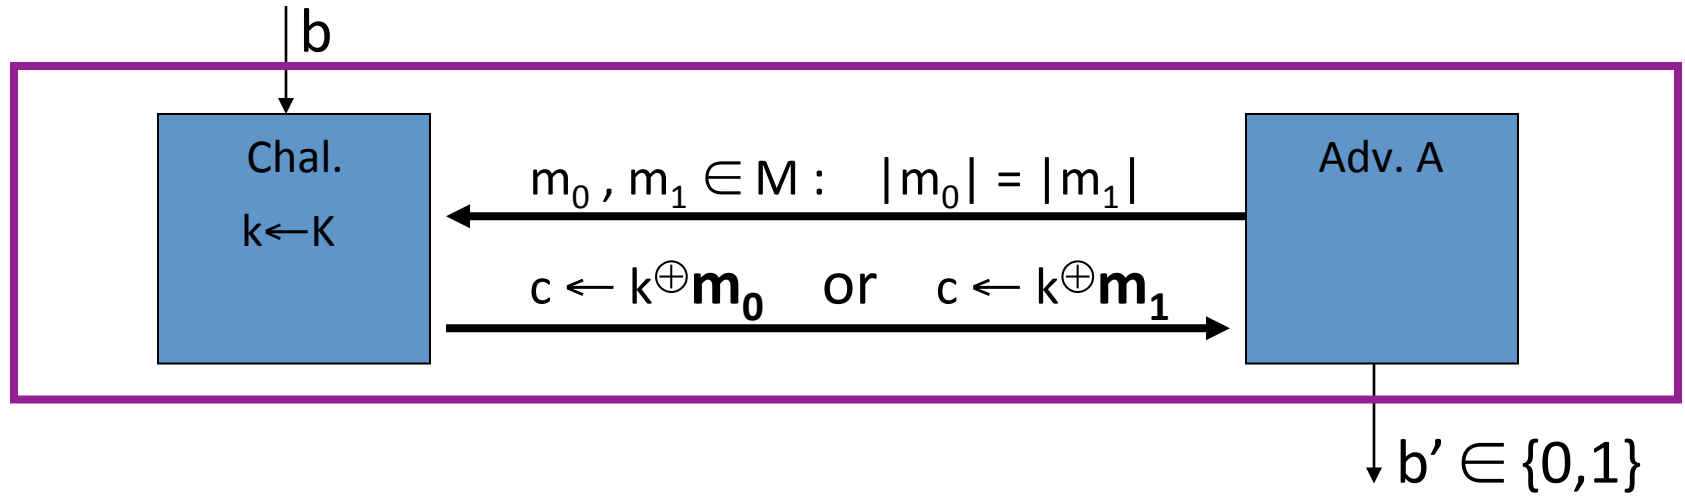 b
Chal.
k←K
m₀ , m₁ ∈ M : |m₀| = |m₁|
c ← k⊕m₀ or c ← k⊕m₁
Adv. A
b’ ∈ {0,1}